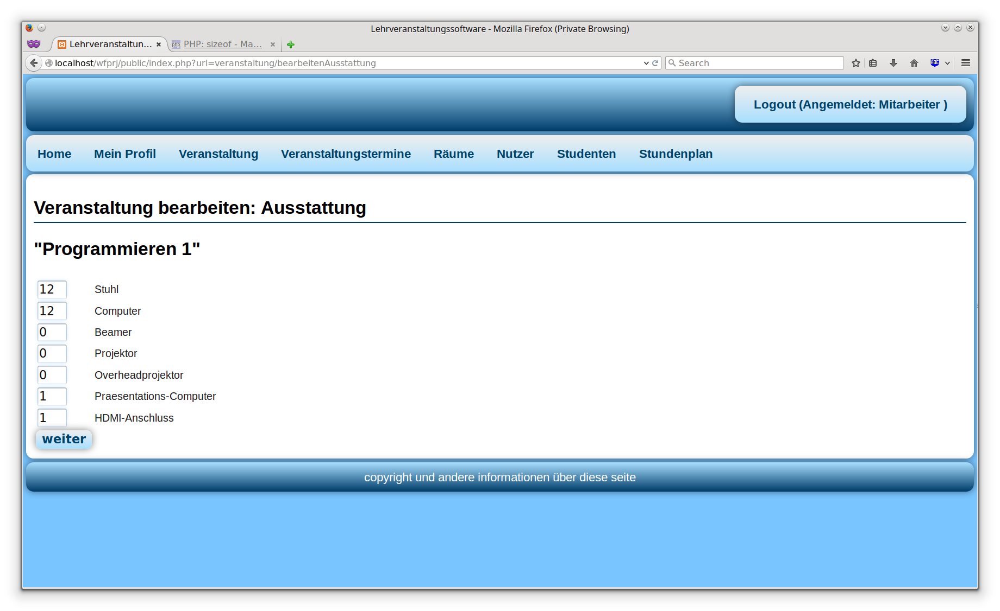 Lehrveranstaltungssoftware - Mozilla Firefox (Private Browsing)
Lehrveranstaltun... PHP: sizeof - Ma...
localhost/wfprj/public/index.php?url=veranstaltung/bearbeitenAusstattung Search ABE
Logout (Angemeldet: Mitarbeiter )
Home Mein Profil Veranstaltung Veranstaltungstermine Räume Nutzer Studenten Stundenplan
Veranstaltung bearbeiten: Ausstattung
"Programmieren 1"
12 Stuhl
12 Computer
0 Beamer
0 Projektor
0 Overheadprojektor
1 Praesentations-Computer
1 HDMI-Anschluss
weiter
copyright und andere informationen über diese seite